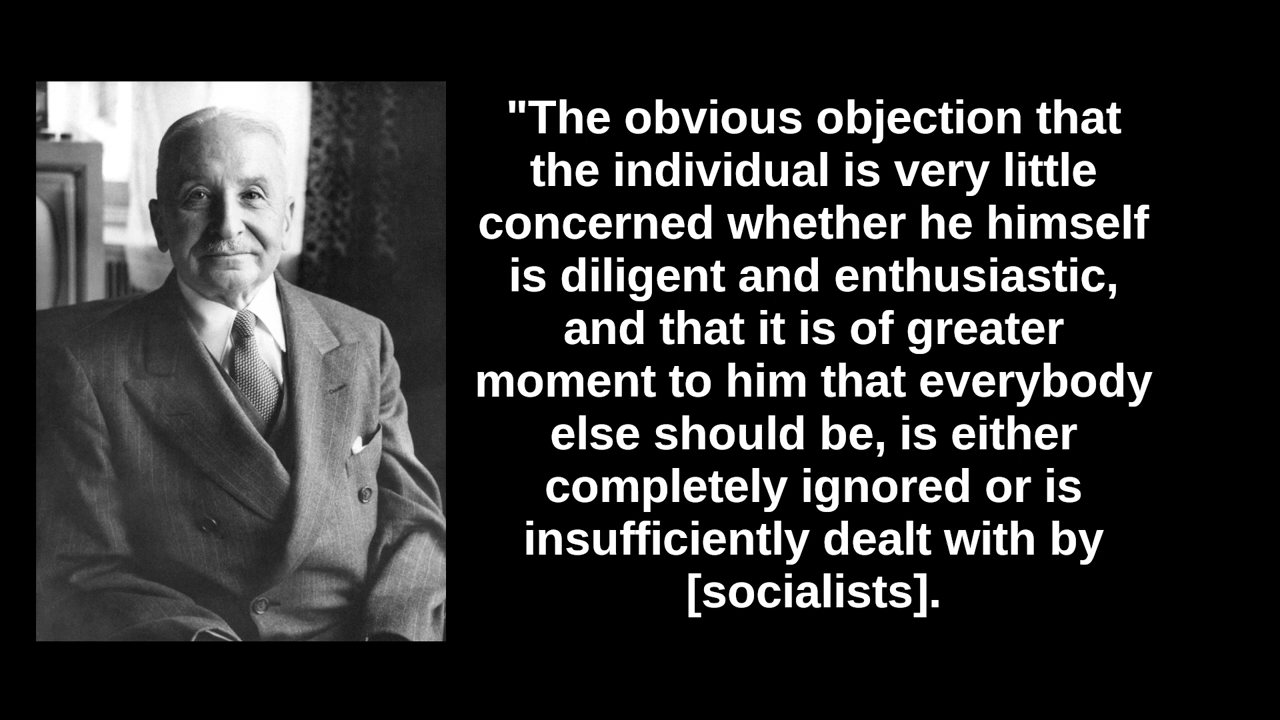 "The obvious objection that
the individual is very little
concerned whether he himself
is diligent and enthusiastic,
and that it is of greater
moment to him that everybody
else should be, is either
completely ignored or is
insufficiently dealt with by
[socialists].